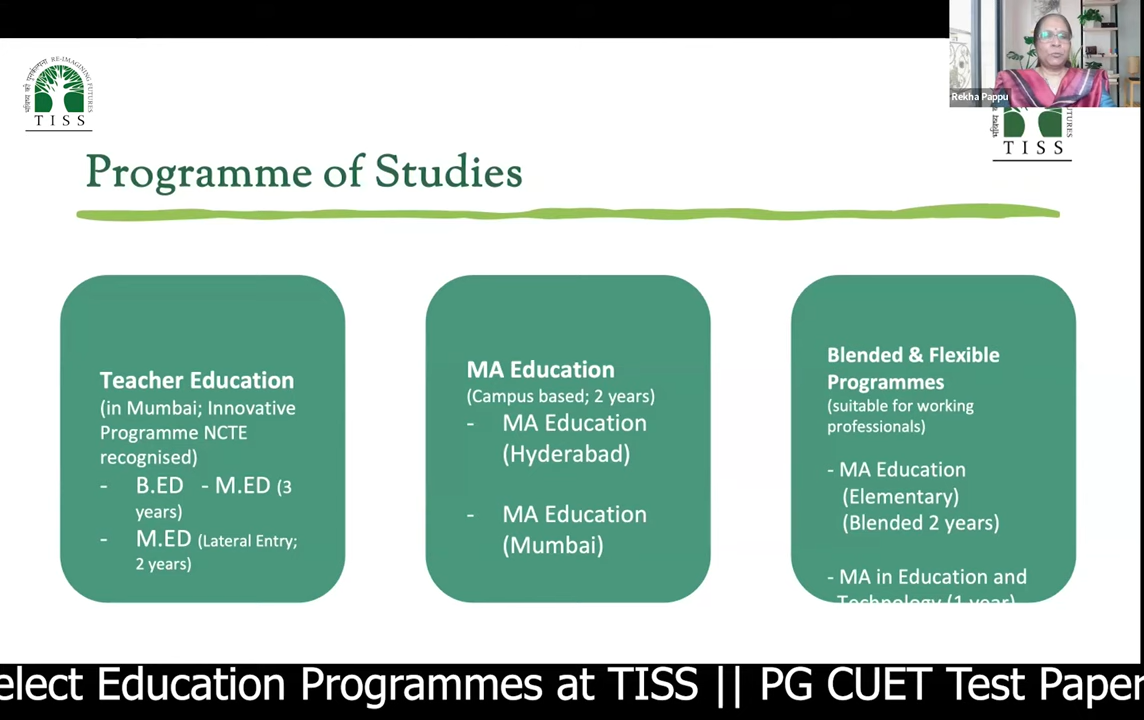 RE-IMAGINING FUTURES
TISS
Rekha Pappu
TISS
Programme of Studies
Teacher Education
(in Mumbai; Innovative
Programme NCTE
recognised)
- B.ED - M.ED (3
years)
- M.ED (Lateral Entry;
2 years)
MA Education
(Campus based; 2 years)
- MA Education
(Hyderabad)
- MA Education
(Mumbai)
Blended & Flexible
Programmes
(suitable for working
professionals)
- MA Education
(Elementary)
(Blended 2 years)
- MA in Education and
Technology (1 year)
elect Education Programmes at TISS || PG CUET Test Paper